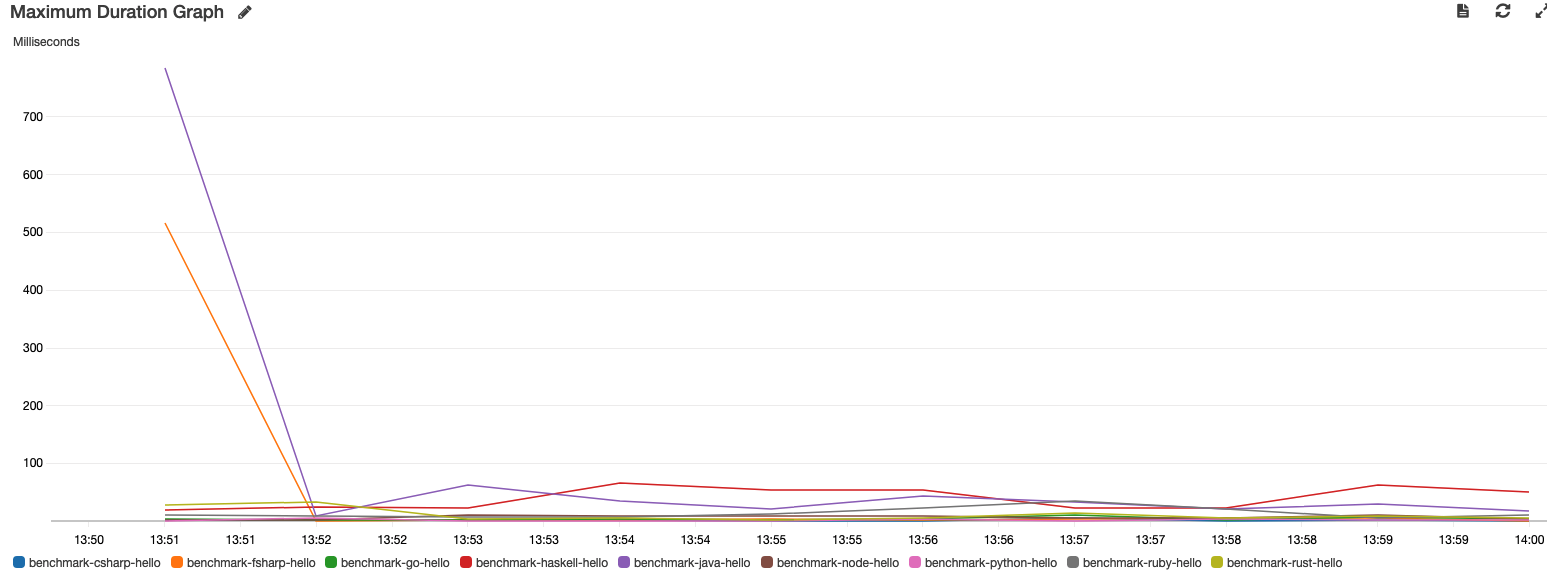 Maximum Duration Graph
Milliseconds
700
600
500
400
300
200
100
13:50 13:51 13:51 13:52 13:52 13:53 13:53 13:54 13:54 13:55 13:55 13:56 13:56 13:57 13:57 13:58 13:58 13:59 13:59 14:00
benchmark-csharp-hello benchmark-fsharp-hello benchmark-go-hello benchmark-haskell-hello benchmark-java-hello benchmark-node-hello benchmark-python-hello benchmark-ruby-hello benchmark-rust-hello